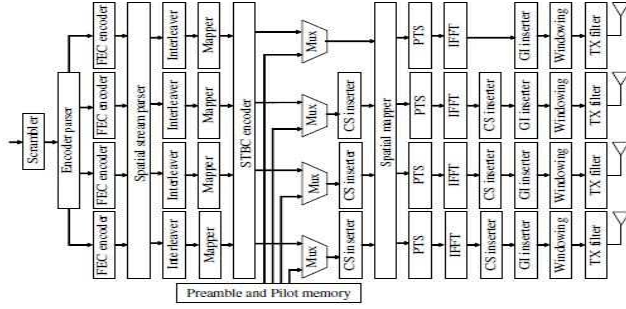 Scrambler
Encoder parser
FEC encoder
FEC encoder
FEC encoder
FEC encoder
Spatial stream parser
Interleaver
Mapper
Interleaver
Mapper
Interleaver
Mapper
Interleaver
Mapper
STBC encoder
Mux
Mux
CS inserter
Mux
CS inserter
Mux
CS inserter
Spatial mapper
PTS
IFFT
GI inserter
Windowing
TX filter
PTS
IFFT
CS inserter
GI inserter
Windowing
TX filter
PTS
IFFT
CS inserter
GI inserter
Windowing
TX filter
PTS
IFFT
CS inserter
GI inserter
Windowing
TX filter
Preamble and Pilot memory